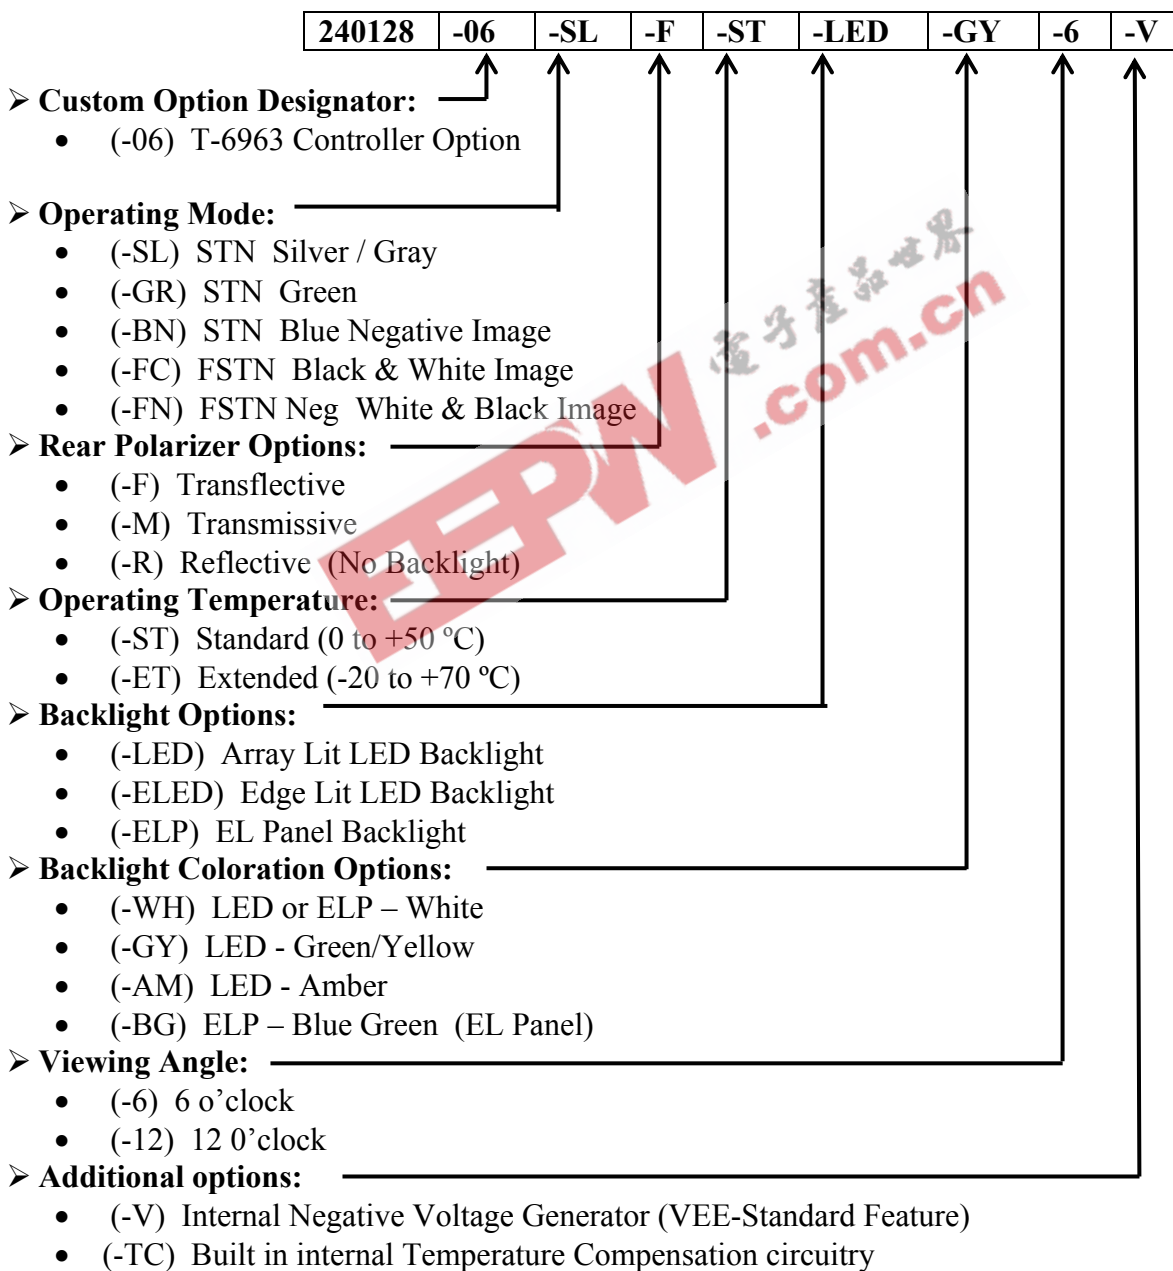 240128 -06 -SL -F -ST -LED -GY -6 -V
➢ Custom Option Designator:
• (-06) T-6963 Controller Option
➢ Operating Mode:
• (-SL) STN Silver / Gray
• (-GR) STN Green
• (-BN) STN Blue Negative Image
• (-FC) FSTN Black & White Image
• (-FN) FSTN Neg White & Black Image
➢ Rear Polarizer Options:
• (-F) Transflective
• (-M) Transmissive
• (-R) Reflective (No Backlight)
➢ Operating Temperature:
• (-ST) Standard (0 to +50 ºC)
• (-ET) Extended (-20 to +70 ºC)
➢ Backlight Options:
• (-LED) Array Lit LED Backlight
• (-ELED) Edge Lit LED Backlight
• (-ELP) EL Panel Backlight
➢ Backlight Coloration Options:
• (-WH) LED or ELP – White
• (-GY) LED - Green/Yellow
• (-AM) LED - Amber
• (-BG) ELP – Blue Green (EL Panel)
➢ Viewing Angle:
• (-6) 6 o’clock
• (-12) 12 0’clock
➢ Additional options:
• (-V) Internal Negative Voltage Generator (VEE-Standard Feature)
• (-TC) Built in internal Temperature Compensation circuitry
EEPW
電子產品世界
.com.cn